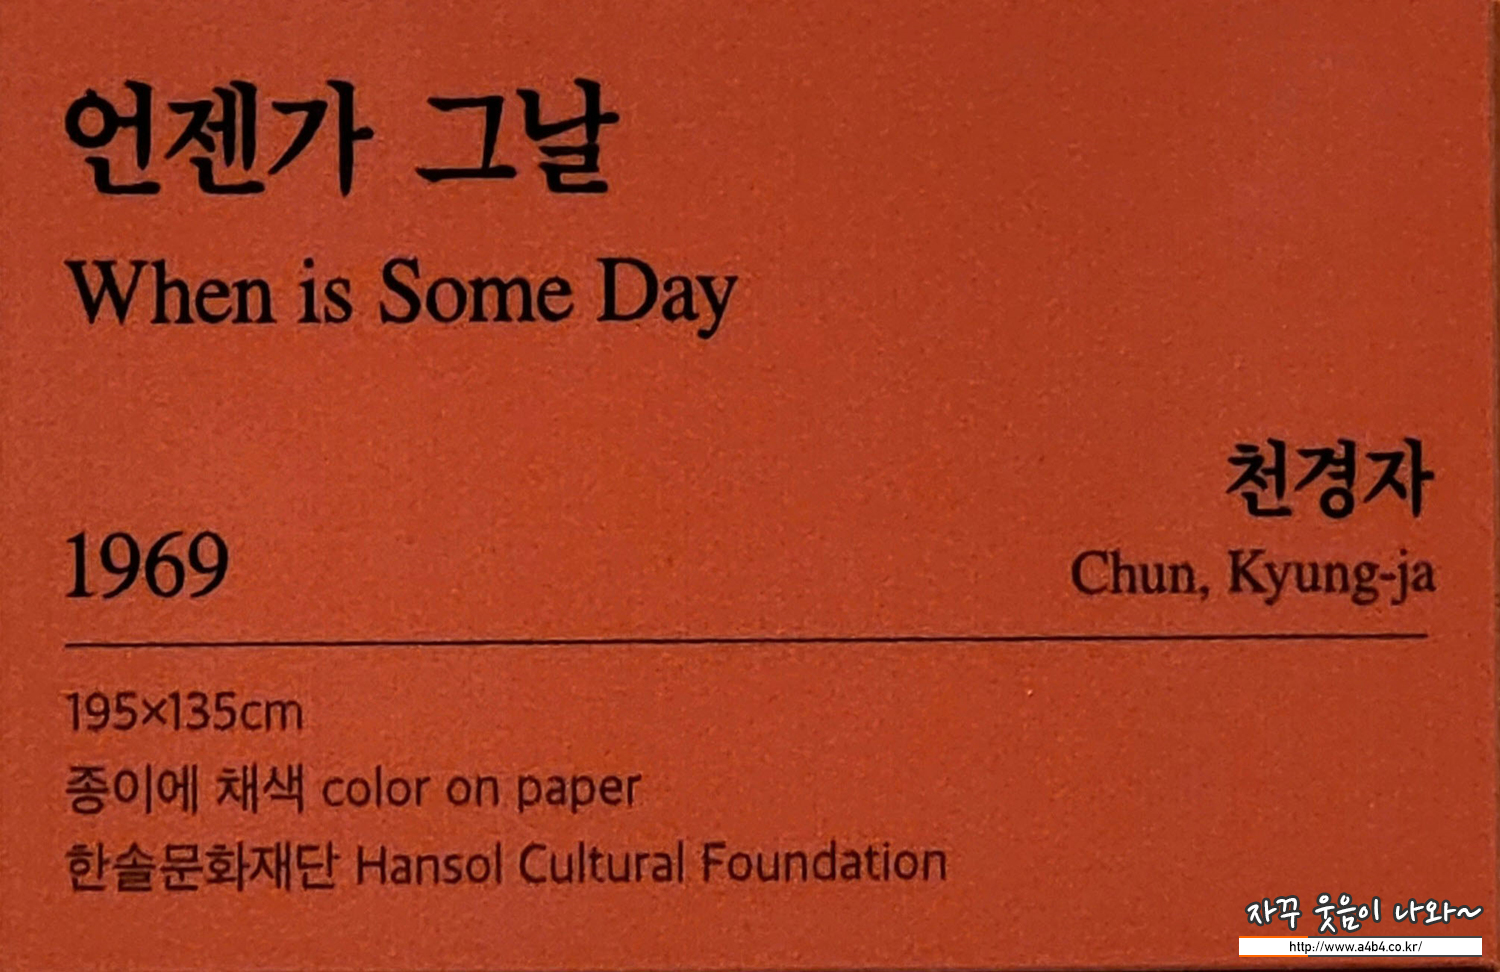 언젠가 그날
When is Some Day
천경자
1969
Chun, Kyung-ja
195×135cm
종이에 채색 color on paper
한솔문화재단 Hansol Cultural Foundation
자꾸 웃음이 나와~
http://www.a4b4.co.kr/